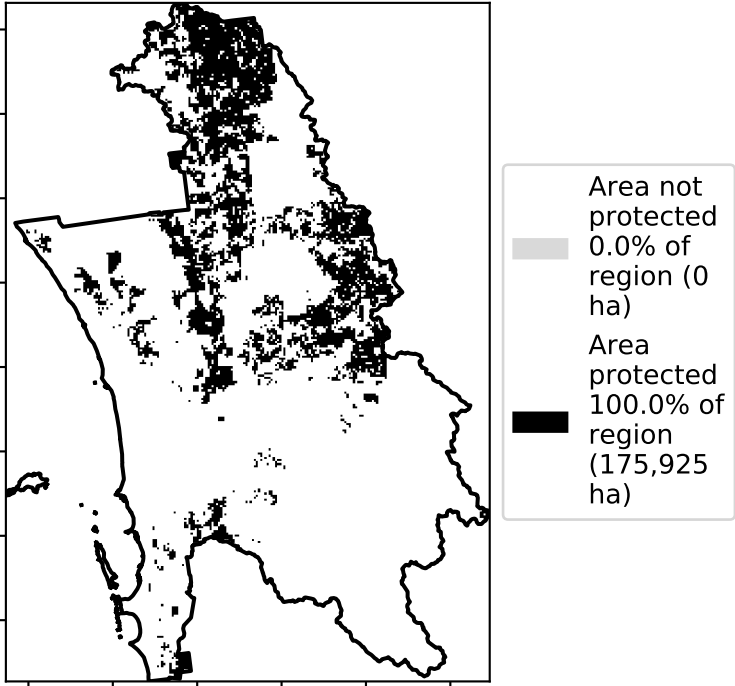 Area not
protected
0.0% of
region (0
ha)
Area
protected
100.0% of
region
(175,925
ha)